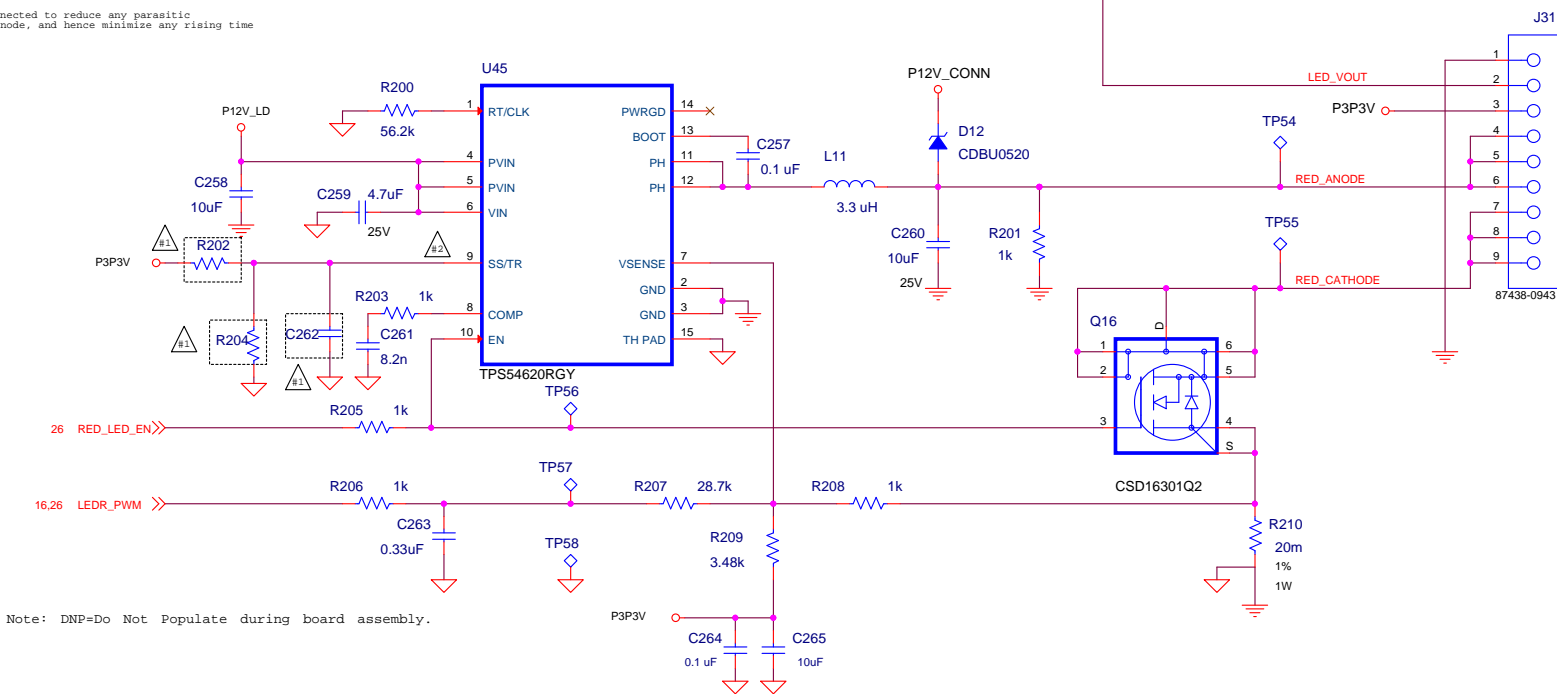 nected to reduce any parasitic
node, and hence minimize any rising time
J31
U45
P12V_CONN
R200
56.2k
P12V_LD
1 RT/CLK
PWRGD 14
BOOT 13
4 PVIN
PH 11
5 PVIN
PH 12
6 VIN
C257
0.1 uF
L11
3.3 uH
D12
CDBU0520
1
LED_VOUT 2
P3P3V 3
TP54
4
5
RED_ANODE 6
7
8
RED_CATHODE 9
87438-0943
C258
10uF
C259 4.7uF
25V
#1
R202
#2
P3P3V
9 SS/TR
VSENSE 7
GND 2
GND 3
TH PAD 15
C260
10uF
25V
R201
1k
TP55
R203 1k
8 COMP
10 EN
#1
R204
C262
#1
C261
8.2n
TPS54620RGY
Q16
D
1
2
3
6
5
4
S
CSD16301Q2
TP56
R205 1k
26 RED_LED_EN
TP57
R206 1k
R207 28.7k
R208 1k
16,26 LEDR_PWM
C263
0.33uF
TP58
R209
3.48k
R210
20m
1%
1W
Note: DNP=Do Not Populate during board assembly.
P3P3V
C264
0.1 uF
C265
10uF